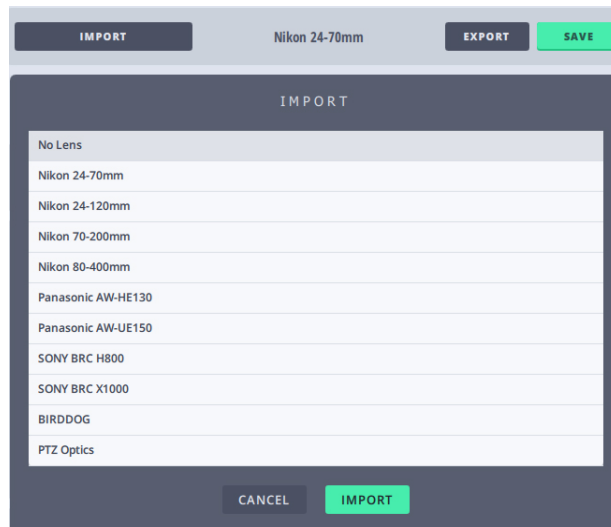 IMPORT Nikon 24-70mm EXPORT SAVE
IMPORT
No Lens
Nikon 24-70mm
Nikon 24-120mm
Nikon 70-200mm
Nikon 80-400mm
Panasonic AW-HE130
Panasonic AW-UE150
SONY BRC H800
SONY BRC X1000
BIRDDOG
PTZ Optics
CANCEL IMPORT